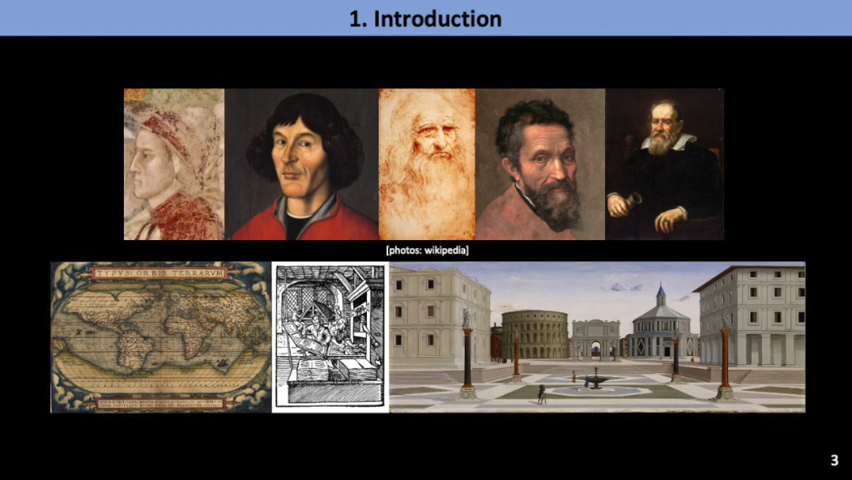 1. Introduction
[photos: wikipedia]
TYPVS ORBIS TERRARVM
3